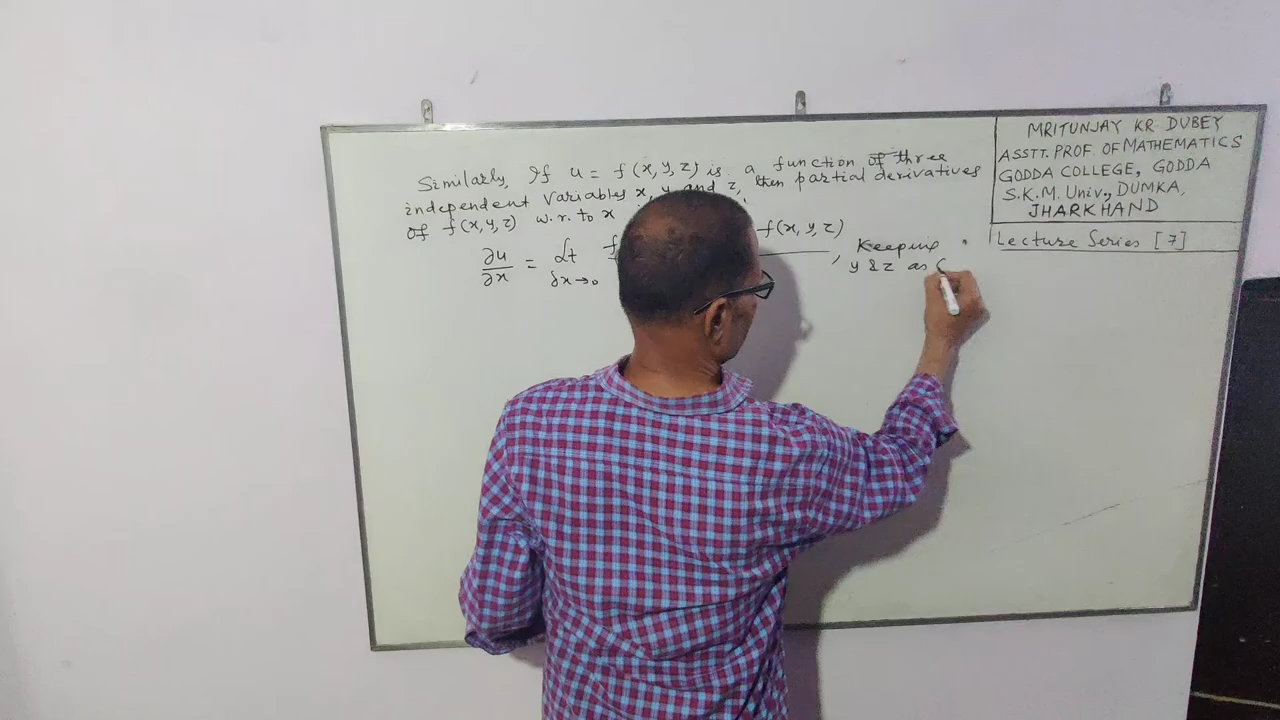 Similarly, If u = f(x, y, z) is a function of three
independent variables x, y and z, then partial derivatives
of f(x, y, z) w.r. to x
∂u/∂x = Lt δx→0 f f(x, y, z) , Keeping
y & z as
MRITUNJAY KR. DUBEY
ASSTT. PROF. OF MATHEMATICS
GODDA COLLEGE, GODDA
S.K.M. Univ., DUMKA,
JHARKHAND
Lecture Series [7]